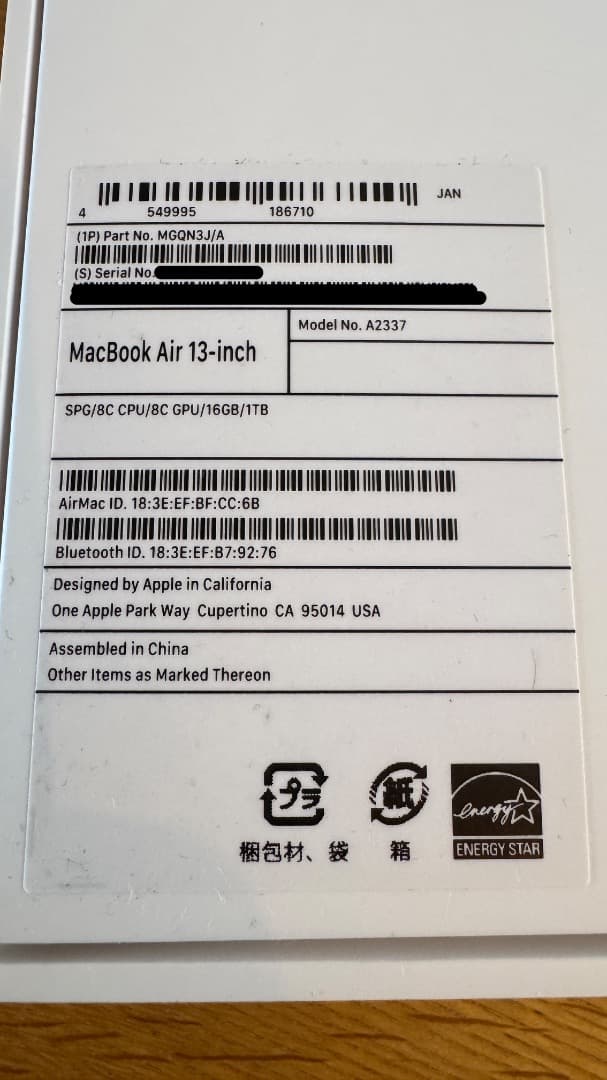 JAN
4 549995 186710
(1P) Part No. MGQN3J/A
(S) Serial No.
MacBook Air 13-inch
Model No. A2337
SPG/8C CPU/8C GPU/16GB/1TB
AirMac ID. 18:3E:EF:BF:CC:6B
Bluetooth ID. 18:3E:EF:B7:92:76
Designed by Apple in California
One Apple Park Way Cupertino CA 95014 USA
Assembled in China
Other Items as Marked Thereon
プラ
紙
energy
梱包材、袋
箱
ENERGY STAR